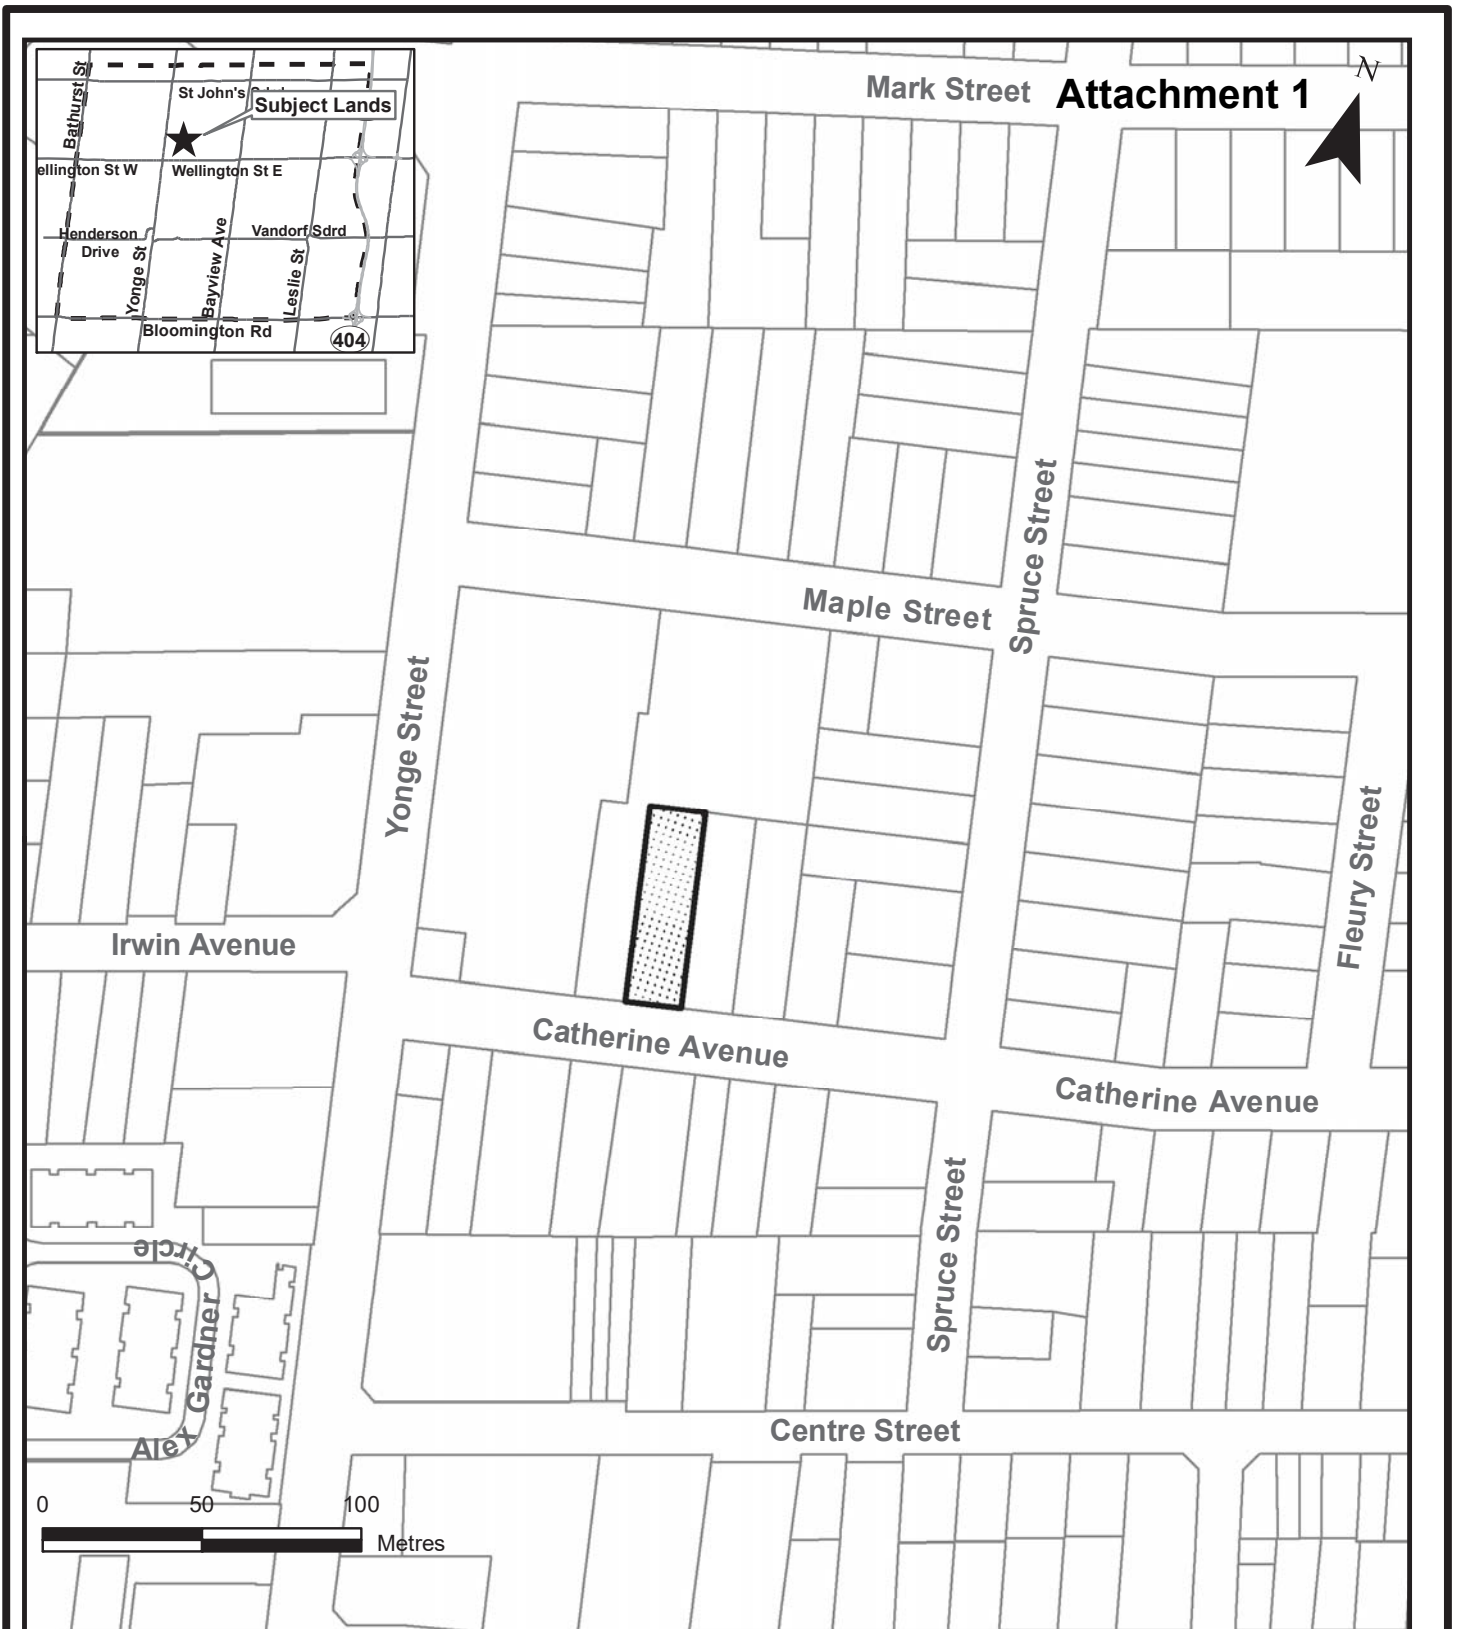 Mark Street
Attachment 1
N
Bathurst St
St John's
Subject Lands
ellington St W
Wellington St E
Henderson
Drive
Vandorf Sdrd
Yonge St
Bayview Ave
Leslie St
Bloomington Rd
404
Spruce Street
Maple Street
Yonge Street
Fleury Street
Irwin Avenue
Catherine Avenue
Catherine Avenue
Spruce Street
Alex Gardner Circle
Centre Street
0 50 100
Metres